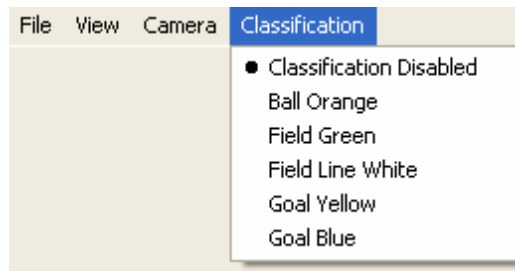 File View Camera Classification
Classification Disabled
Ball Orange
Field Green
Field Line White
Goal Yellow
Goal Blue